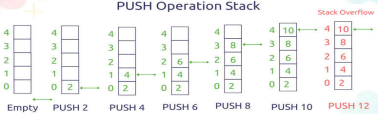 PUSH Operation Stack
Stack Overflow
4 4 4 4 4 4 10 4 10
3 3 3 3 3 8 3 8 3 8
2 2 2 2 6 2 6 2 6 2 6
1 1 1 4 1 4 1 4 1 4 1 4
0 0 2 0 2 0 2 0 2 0 2 0 2
Empty PUSH 2 PUSH 4 PUSH 6 PUSH 8 PUSH 10 PUSH 12